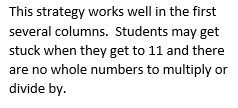 This strategy works well in the first
several columns.  Students may get
stuck when they get to 11 and there
are no whole numbers to multiply or
divide by.